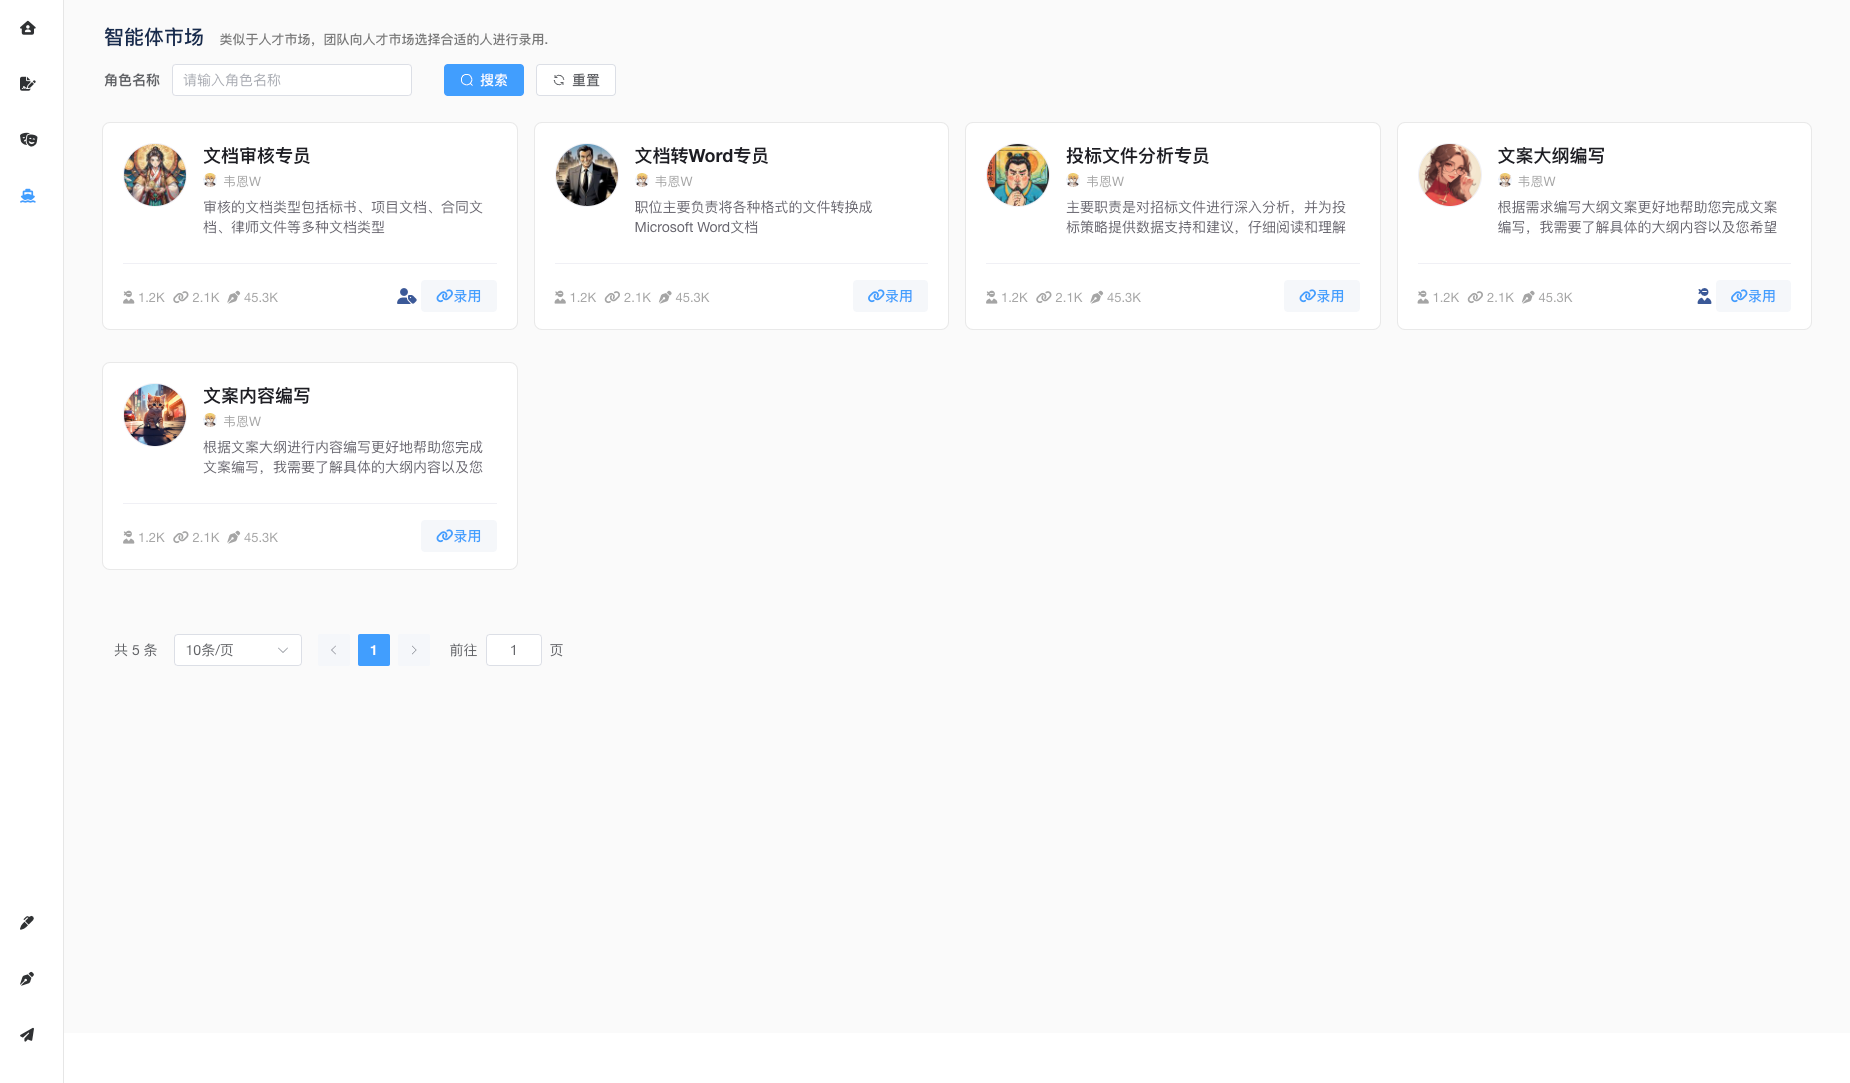 智能体市场 类似于人才市场，团队向人才市场选择合适的人进行录用.
角色名称 请输入角色名称 搜索 重置
文档审核专员
韦恩W
审核的文档类型包括标书、项目文档、合同文
档、律师文件等多种文档类型
1.2K 2.1K 45.3K 录用
文档转Word专员
韦恩W
职位主要负责将各种格式的文件转换成
Microsoft Word文档
1.2K 2.1K 45.3K 录用
投标文件分析专员
韦恩W
主要职责是对招标文件进行深入分析，并为投
标策略提供数据支持和建议，仔细阅读和理解
1.2K 2.1K 45.3K 录用
文案大纲编写
韦恩W
根据需求编写大纲文案更好地帮助您完成文案
编写，我需要了解具体的大纲内容以及您希望
1.2K 2.1K 45.3K 录用
文案内容编写
韦恩W
根据文案大纲进行内容编写更好地帮助您完成
文案编写，我需要了解具体的大纲内容以及您
1.2K 2.1K 45.3K 录用
共 5 条 10条/页 1 前往 1 页